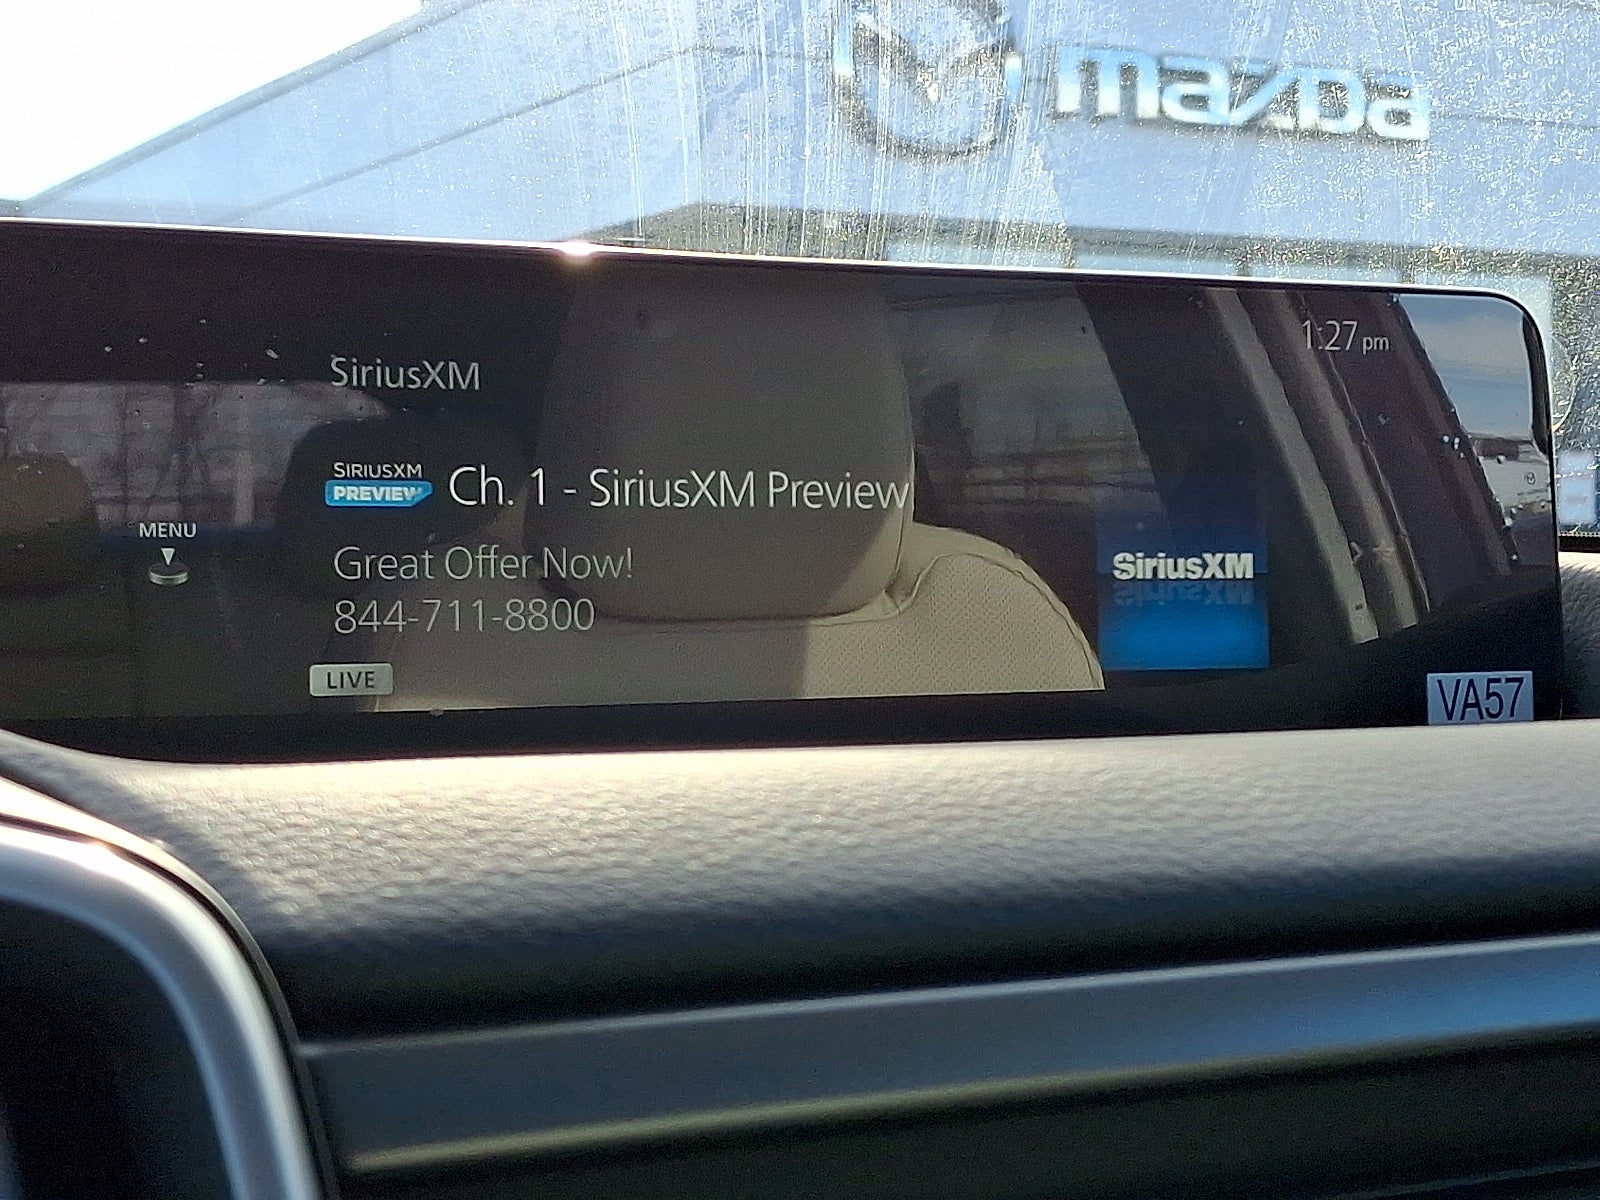 mazda
1:27 pm
SiriusXM
SIRIUSXM
PREVIEW
Ch. 1 - SiriusXM Preview
MENU
Great Offer Now!
844-711-8800
SiriusXM
LIVE
VA57